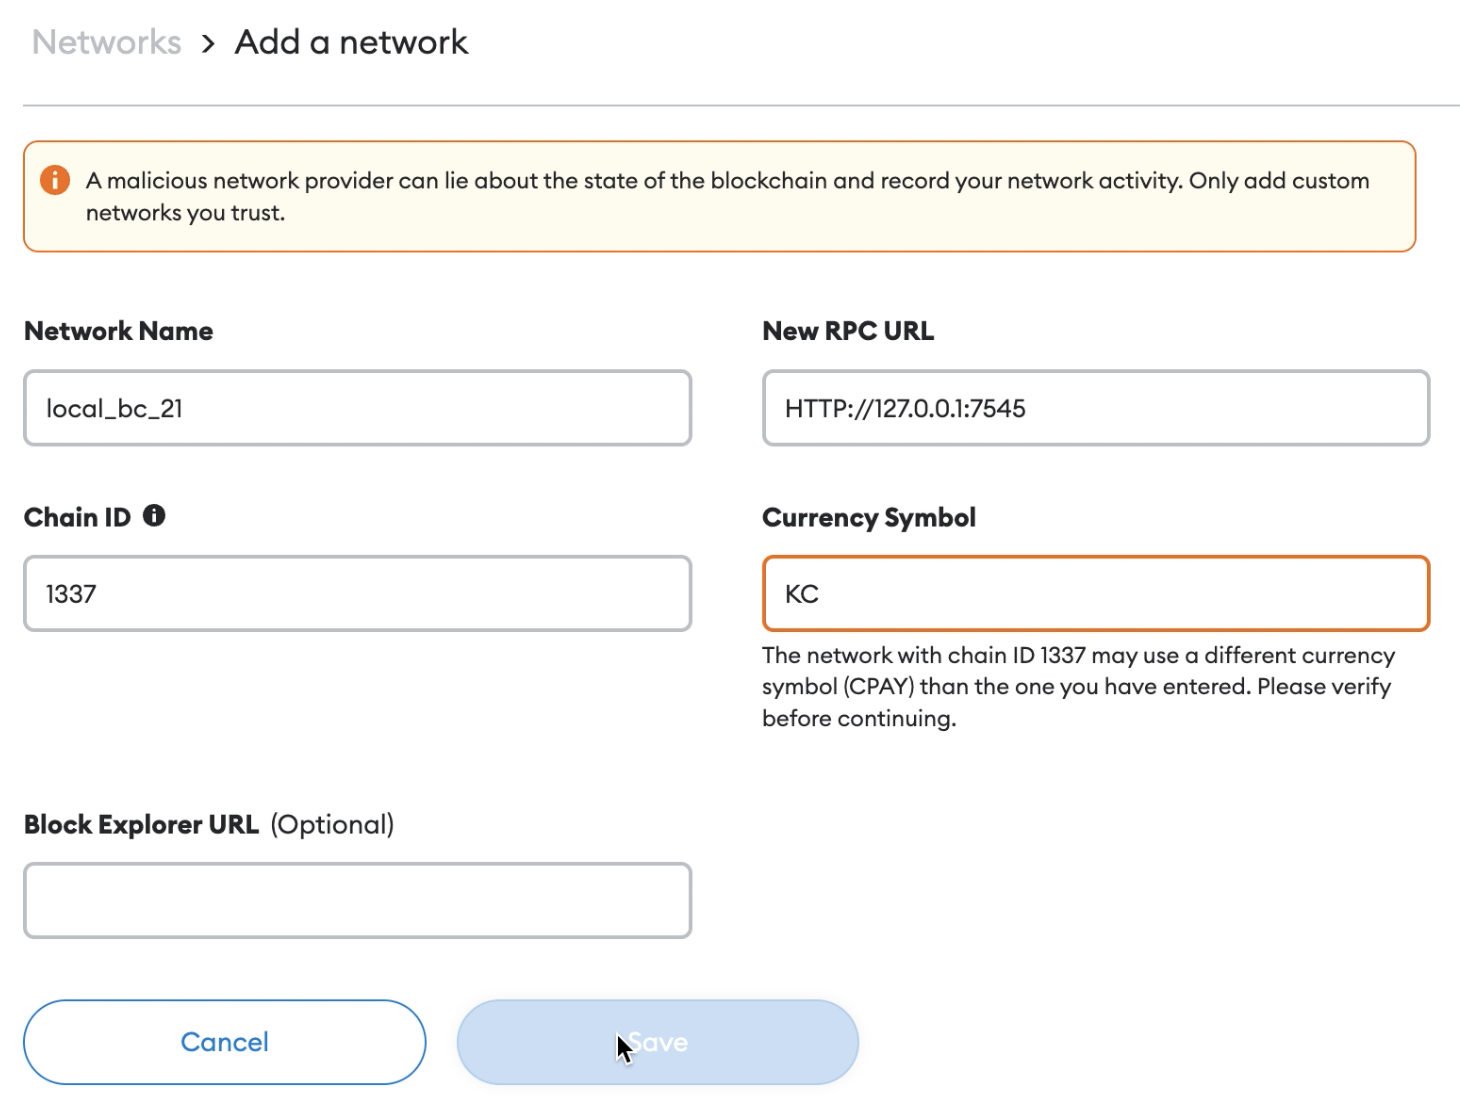 Networks > Add a network
A malicious network provider can lie about the state of the blockchain and record your network activity. Only add custom
networks you trust.
Network Name
local_bc_21
New RPC URL
HTTP://127.0.0.1:7545
Chain ID
1337
Currency Symbol
KC
The network with chain ID 1337 may use a different currency
symbol (CPAY) than the one you have entered. Please verify
before continuing.
Block Explorer URL (Optional)
Cancel
Save